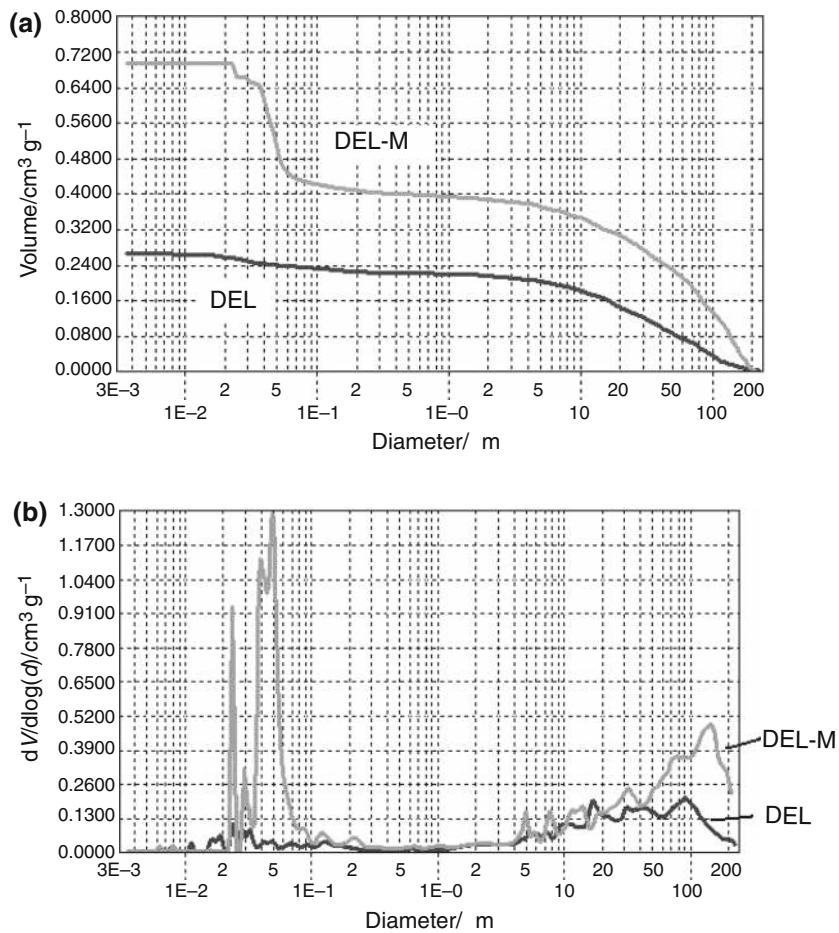 (a)
0.8000
0.7200
0.6400
0.5600
0.4800
0.4000
0.3200
0.2400
0.1600
0.0800
0.0000
Volume/cm³ g⁻¹
DEL-M
DEL
3E–3 2 5 2 5 2 5 20 50 200
1E–2 1E–1 1E–0 10 100
Diameter/ m
(b)
1.3000
1.1700
1.0400
0.9100
0.7800
0.6500
0.5200
0.3900
0.2600
0.1300
0.0000
dV/dlog(d)/cm³ g⁻¹
DEL-M
DEL
3E–3 2 5 2 5 2 5 20 50 200
1E–2 1E–1 1E–0 10 100
Diameter/ m